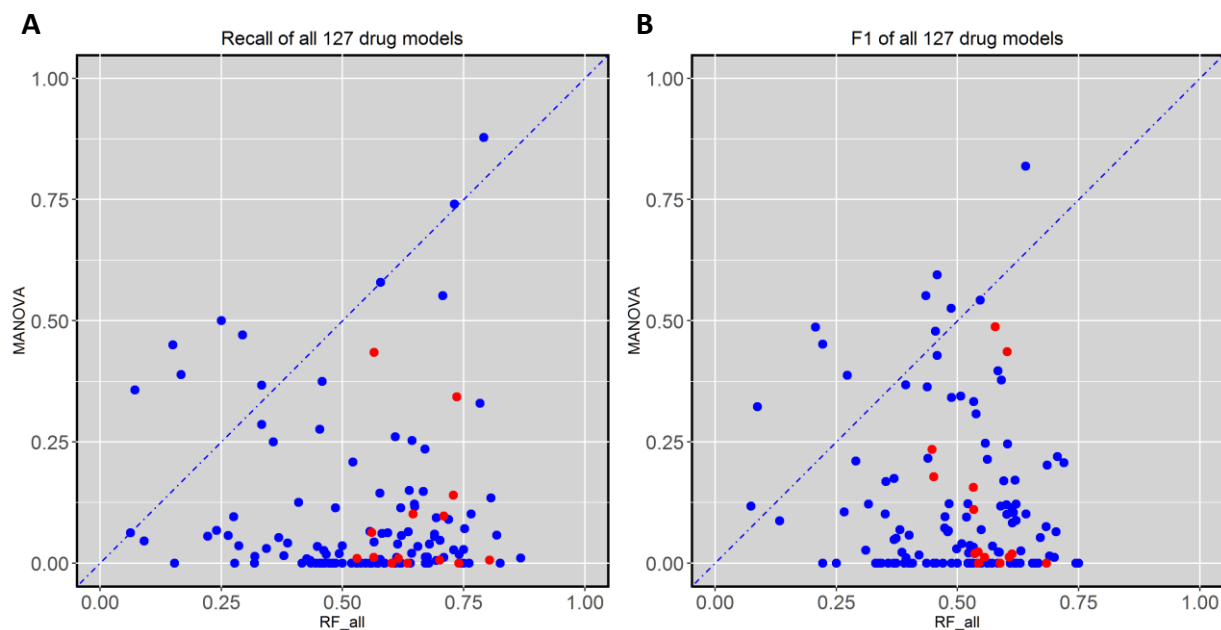 A
Recall of all 127 drug models
MANOVA
1.00
0.75
0.50
0.25
0.00
0.00 0.25 0.50 0.75 1.00
RF_all
B
F1 of all 127 drug models
MANOVA
1.00
0.75
0.50
0.25
0.00
0.00 0.25 0.50 0.75 1.00
RF_all